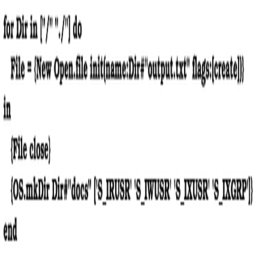 for Dir in ["/" "./"] do
File = {New Open.file init(name:Dir#"output.txt" flags:[create])}
in
{File close}
{OS.mkDir Dir#"docs" ['S_IRUSR' 'S_IWUSR' 'S_IXUSR' 'S_IXGRP']}
end